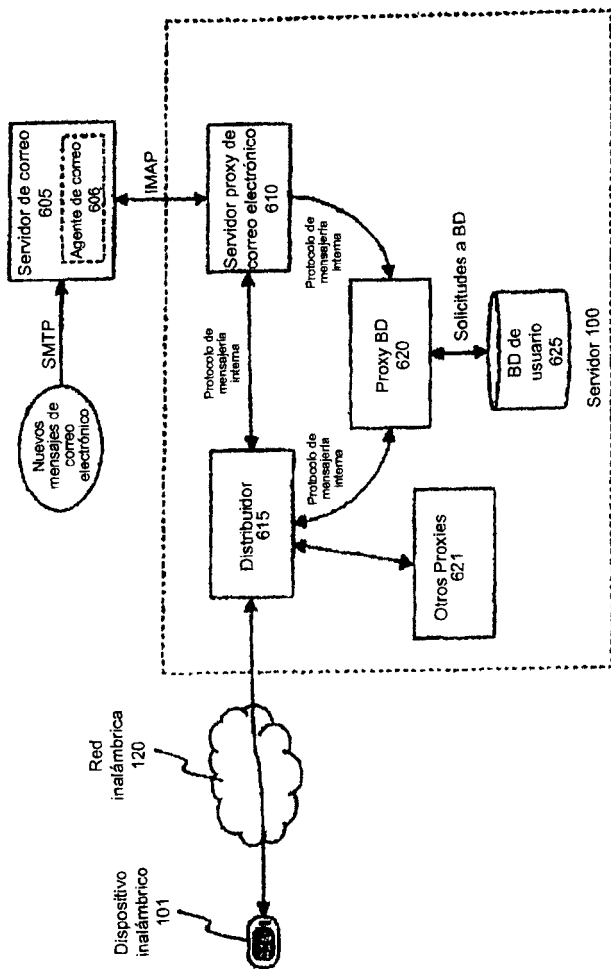 Nuevos
mensajes de
correo
electrónico
SMTP
Servidor de correo
605
Agente de correo
606
IMAP
Servidor proxy de
correo electrónico
610
Protocolo de
mensajería
interna
Protocolo de
mensajería
interna
Distribuidor
615
Protocolo de
mensajería
interna
Proxy BD
620
Solicitudes a BD
BD de
usuario
625
Otros Proxies
621
Servidor 100
Red
inalámbrica
120
Dispositivo
inalámbrico
101